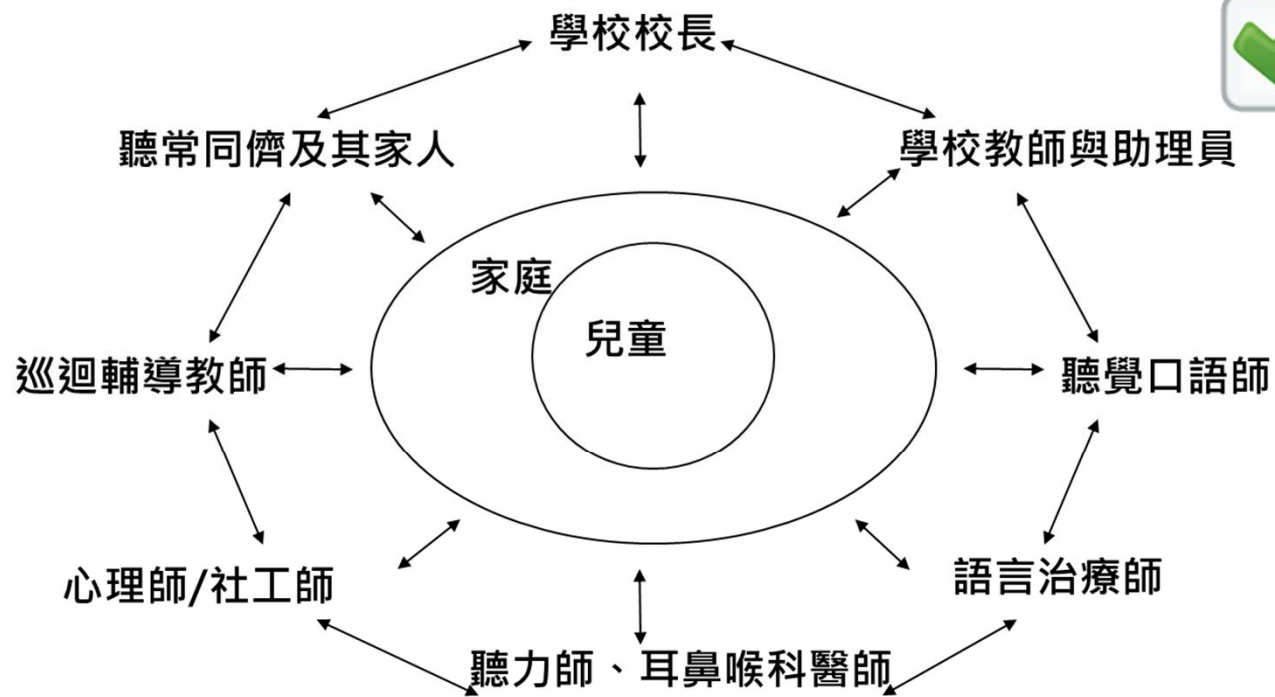 學校校長
聽常同儕及其家人
學校教師與助理員
家庭
兒童
巡迴輔導教師
聽覺口語師
心理師/社工師
語言治療師
聽力師、耳鼻喉科醫師